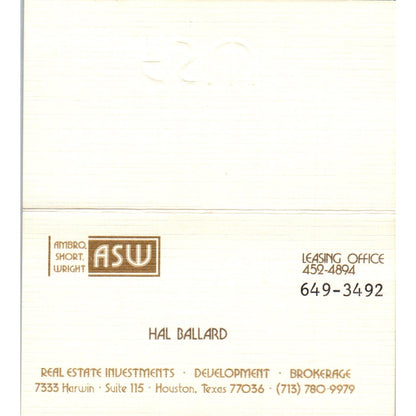 AMBRO,
SHORT,
WRIGHT
ASW
LEASING OFFICE
452-4894
649-3492
HAL BALLARD
REAL ESTATE INVESTMENTS · DEVELOPMENT · BROKERAGE
7333 Harwin · Suite 115 · Houston, Texas 77036 · (713) 780-9979